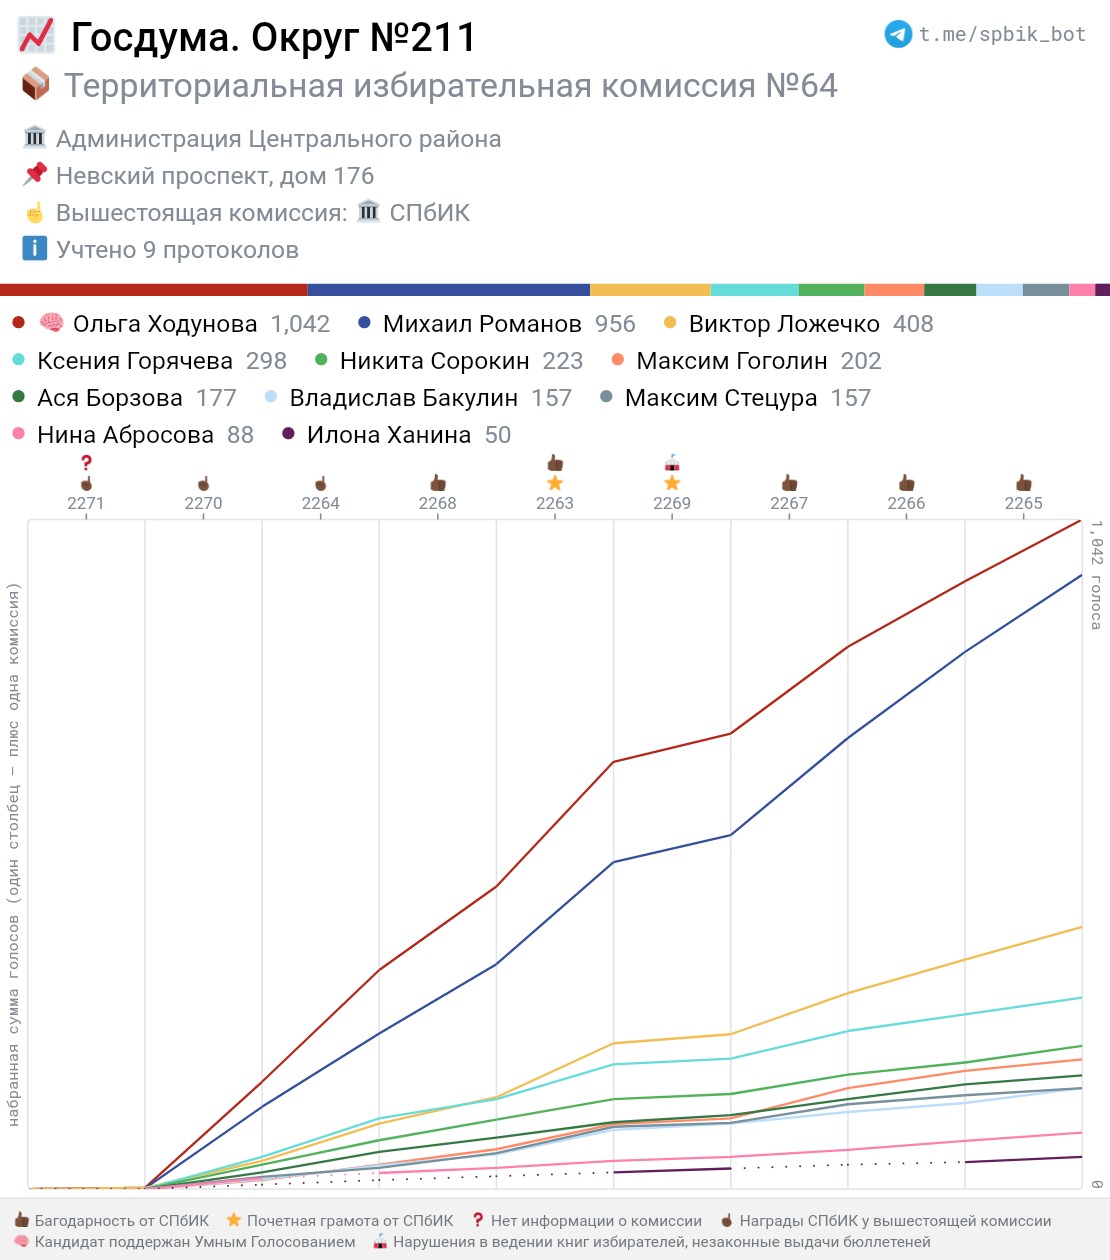 Госдума. Округ №211
t.me/spbik_bot
Территориальная избирательная комиссия №64
Администрация Центрального района
Невский проспект, дом 176
Вышестоящая комиссия: СПбИК
Учтено 9 протоколов
Ольга Ходунова 1,042 Михаил Романов 956 Виктор Ложечко 408
Ксения Горячева 298 Никита Сорокин 223 Максим Гоголин 202
Ася Борзова 177 Владислав Бакулин 157 Максим Стецура 157
Нина Абросова 88 Илона Ханина 50
2271 2270 2264 2268 2263 2269 2267 2266 2265
набранная сумма голосов (один столбец – плюс одна комиссия)
1,042 голоса
0
Багодарность от СПбИК Почетная грамота от СПбИК Нет информации о комиссии Награды СПбИК у вышестоящей комиссии
Кандидат поддержан Умным Голосованием Нарушения в ведении книг избирателей, незаконные выдачи бюллетеней